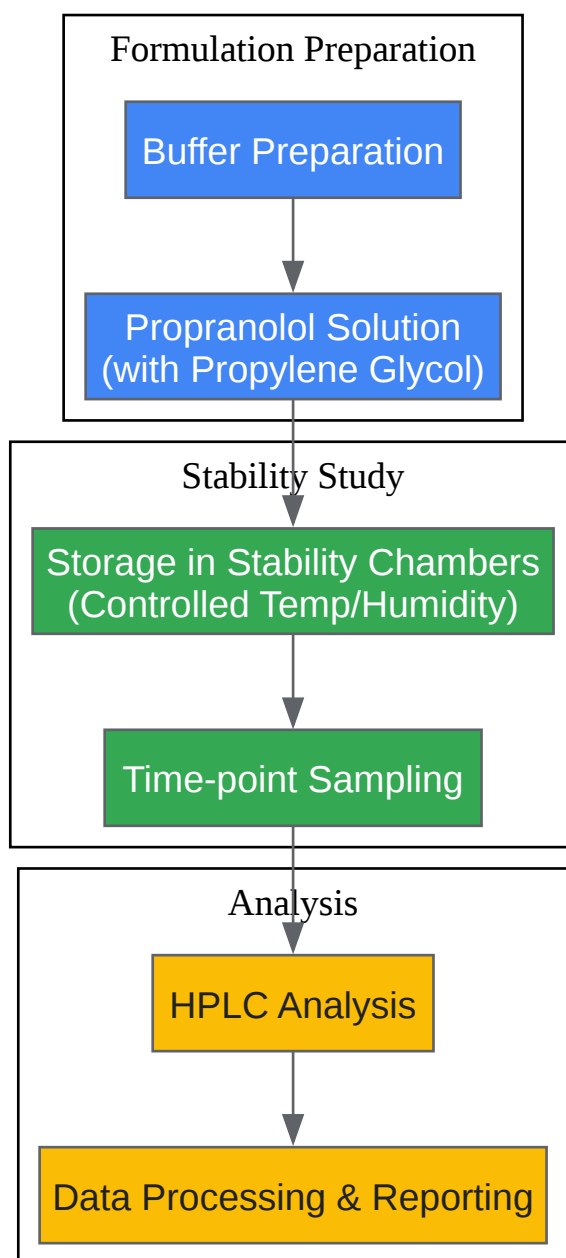 Formulation Preparation
Buffer Preparation
Propranolol Solution
(with Propylene Glycol)
Stability Study
Storage in Stability Chambers
(Controlled Temp/Humidity)
Time-point Sampling
Analysis
HPLC Analysis
Data Processing & Reporting